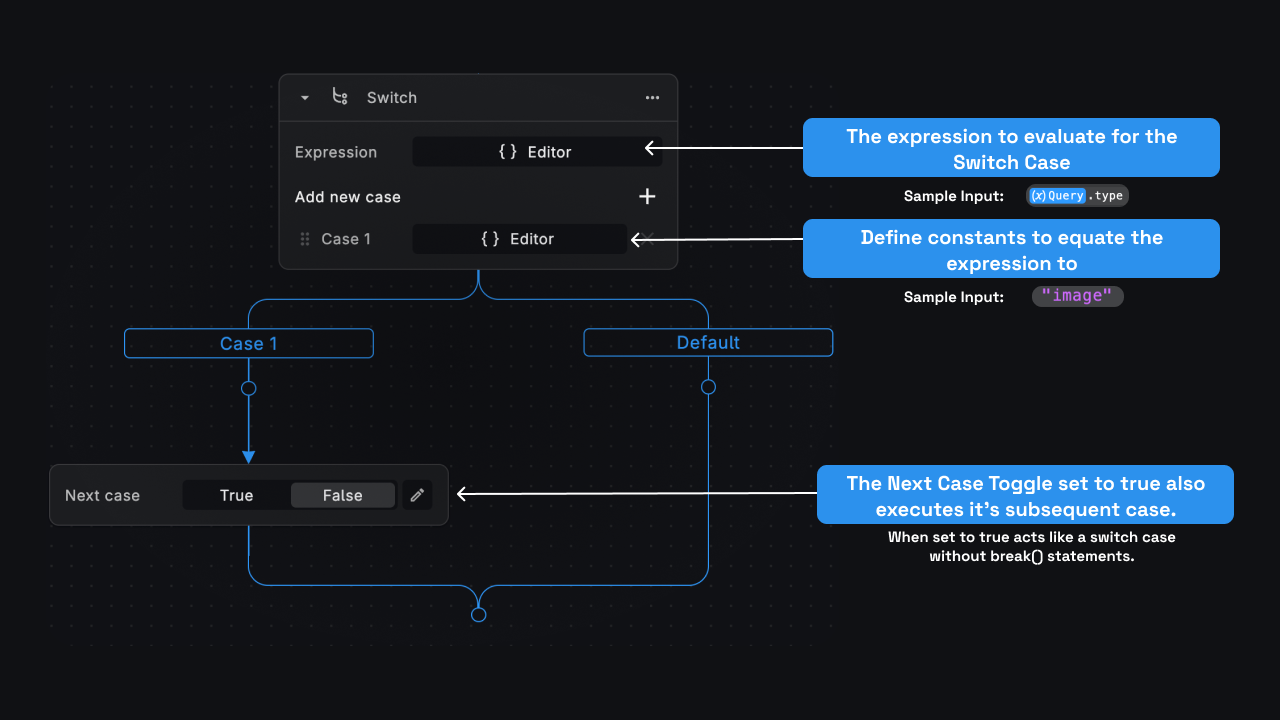 Switch
Expression
{ } Editor
Add new case
Case 1
{ } Editor
The expression to evaluate for the
Switch Case
Sample Input:
(x)Query.type
Define constants to equate the
expression to
Sample Input:
"image"
Case 1
Default
Next case
True
False
The Next Case Toggle set to true also
executes it's subsequent case.
When set to true acts like a switch case
without break() statements.